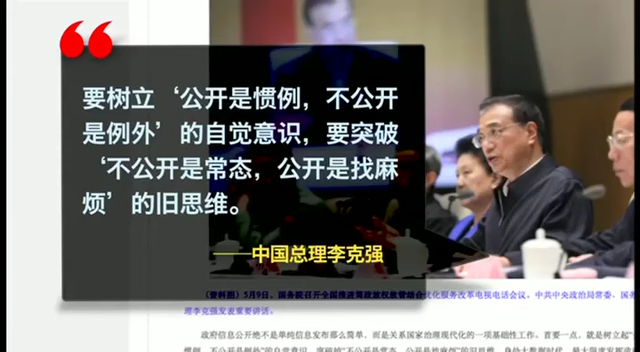 要树立‘公开是惯例，不公开
是例外’的自觉意识，要突破
‘不公开是常态，公开是找麻
烦’的旧思维。
——中国总理李克强
（资料图）5月9日，国务院召开全国推进简政放权放管结合优化服务改革电视电话会议。中共中央政治局常委、国务
理李克强发表重要讲话。
政府信息公开绝不是单纯信息发布那么简单，而是关系国家治理现代化的一项基础性工作。首要一点，就是树立起“